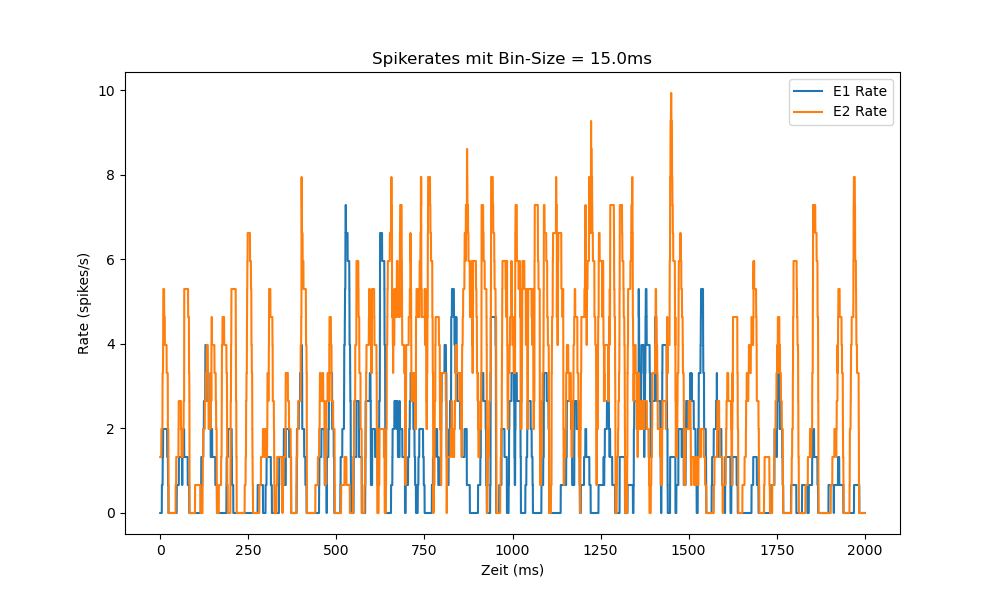 Spikerates mit Bin-Size = 15.0ms
E1 Rate
E2 Rate
Rate (spikes/s)
10
8
6
4
2
0
0 250 500 750 1000 1250 1500 1750 2000
Zeit (ms)